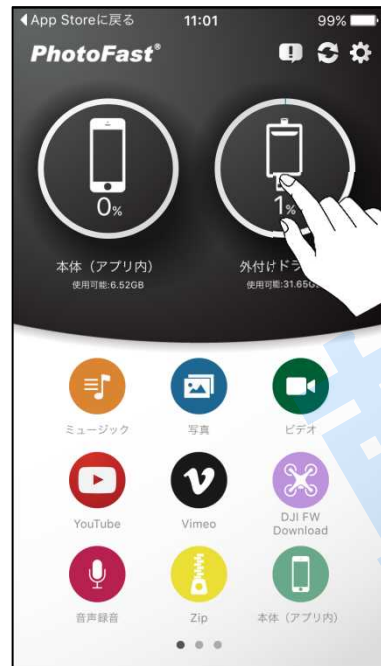 App Storeに戻る 11:01 99%
PhotoFast®
0% 1%
本体（アプリ内）
使用可能:6.52GB
外付けドラ
使用可能:31.65G
ミュージック 写真 ビデオ
YouTube Vimeo DJI FW
Download
音声録音 Zip 本体（アプリ内）